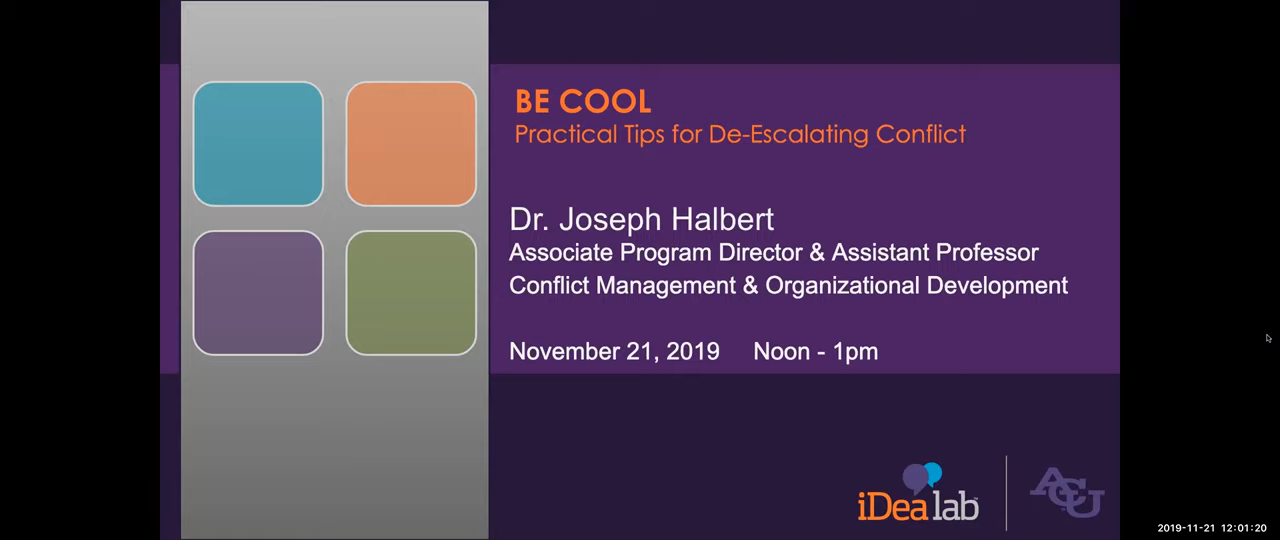 BE COOL
Practical Tips for De-Escalating Conflict
Dr. Joseph Halbert
Associate Program Director & Assistant Professor
Conflict Management & Organizational Development
November 21, 2019 Noon - 1pm
iDea lab
ACU
2019-11-21 12:01:20